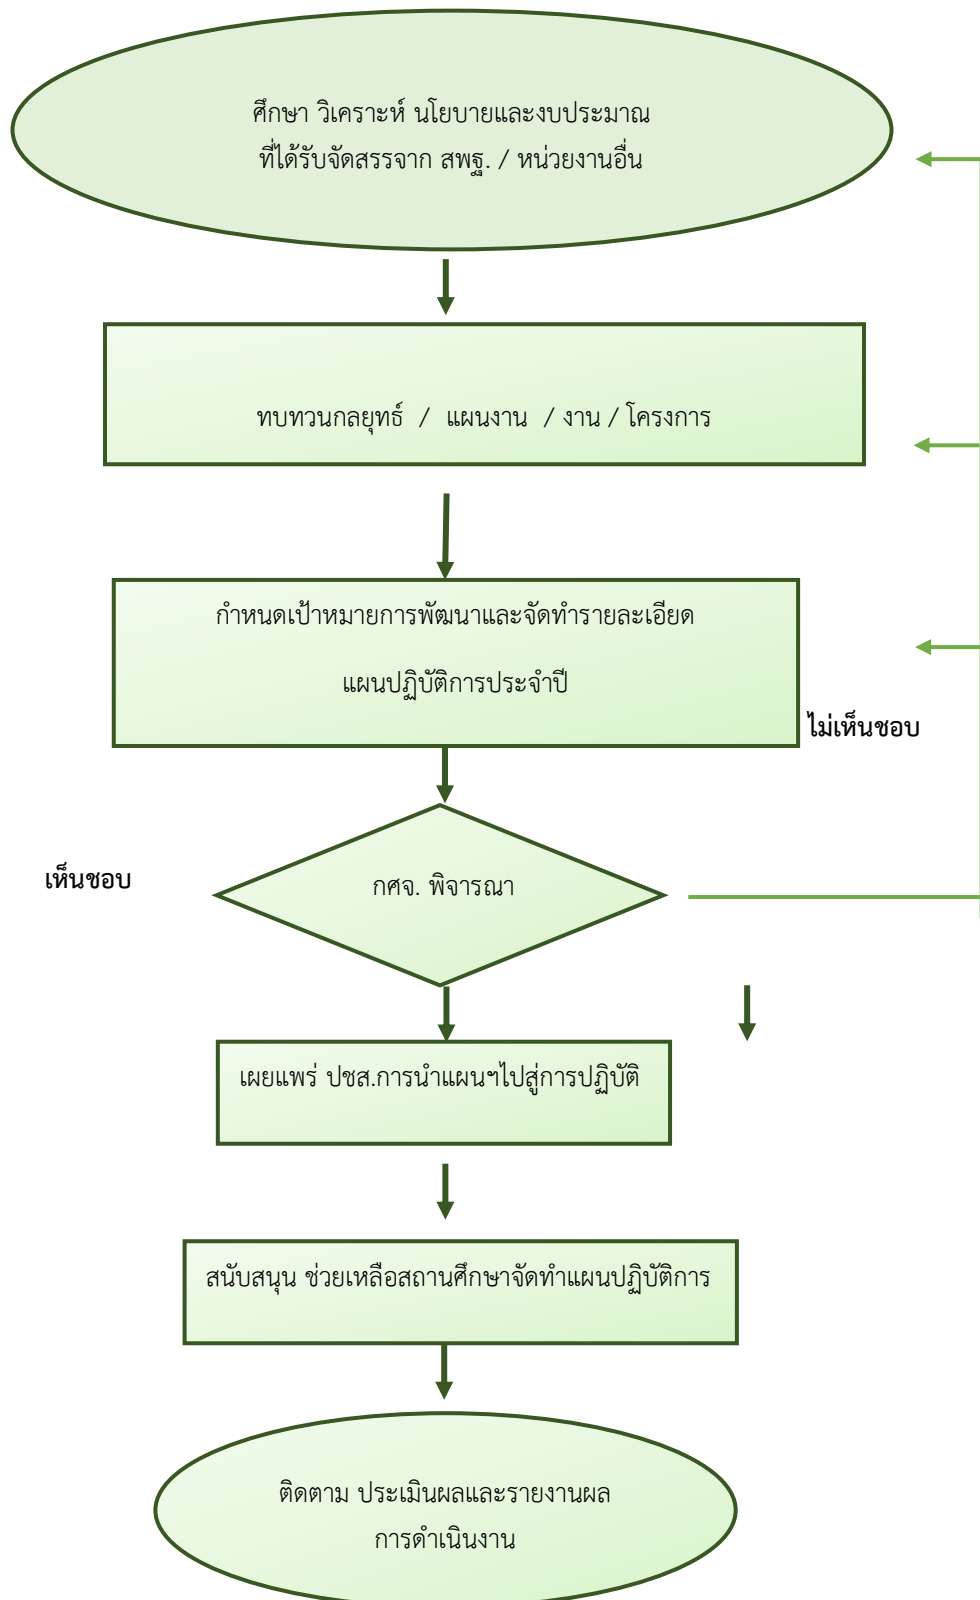 ศึกษา วิเคราะห์ นโยบายและงบประมาณ
ที่ได้รับจัดสรรจาก สพฐ. / หน่วยงานอื่น
ทบทวนกลยุทธ์ / แผนงาน / งาน / โครงการ
กำหนดเป้าหมายการพัฒนาและจัดทำรายละเอียด
แผนปฏิบัติการประจำปี
ไม่เห็นชอบ
เห็นชอบ
กศจ. พิจารณา
เผยแพร่ ปชส.การนำแผนฯไปสู่การปฏิบัติ
สนับสนุน ช่วยเหลือสถานศึกษาจัดทำแผนปฏิบัติการ
ติดตาม ประเมินผลและรายงานผล
การดำเนินงาน